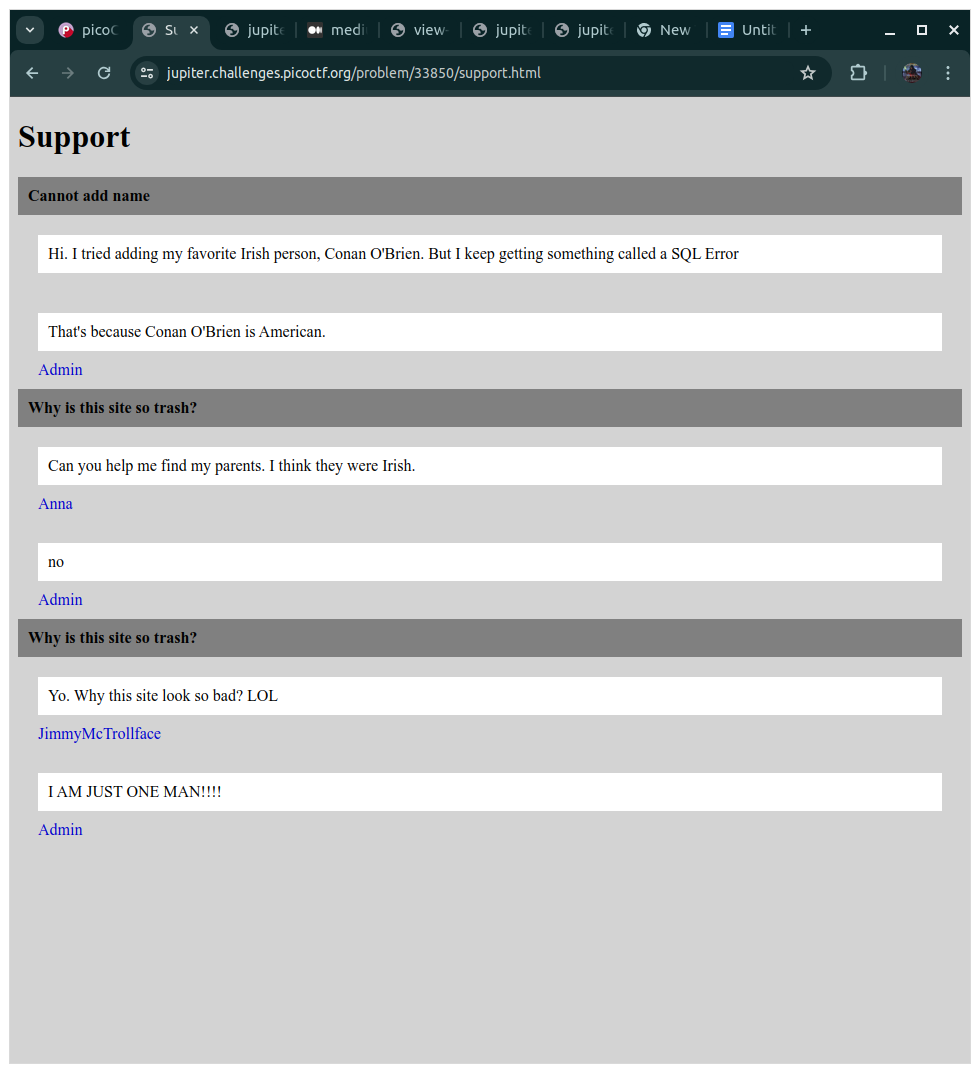 picoC
Su
jupite
medi
view-
jupite
jupite
New
Untit
jupiter.challenges.picoctf.org/problem/33850/support.html
Support
Cannot add name
Hi. I tried adding my favorite Irish person, Conan O'Brien. But I keep getting something called a SQL Error
That's because Conan O'Brien is American.
Admin
Why is this site so trash?
Can you help me find my parents. I think they were Irish.
Anna
no
Admin
Why is this site so trash?
Yo. Why this site look so bad? LOL
JimmyMcTrollface
I AM JUST ONE MAN!!!!
Admin